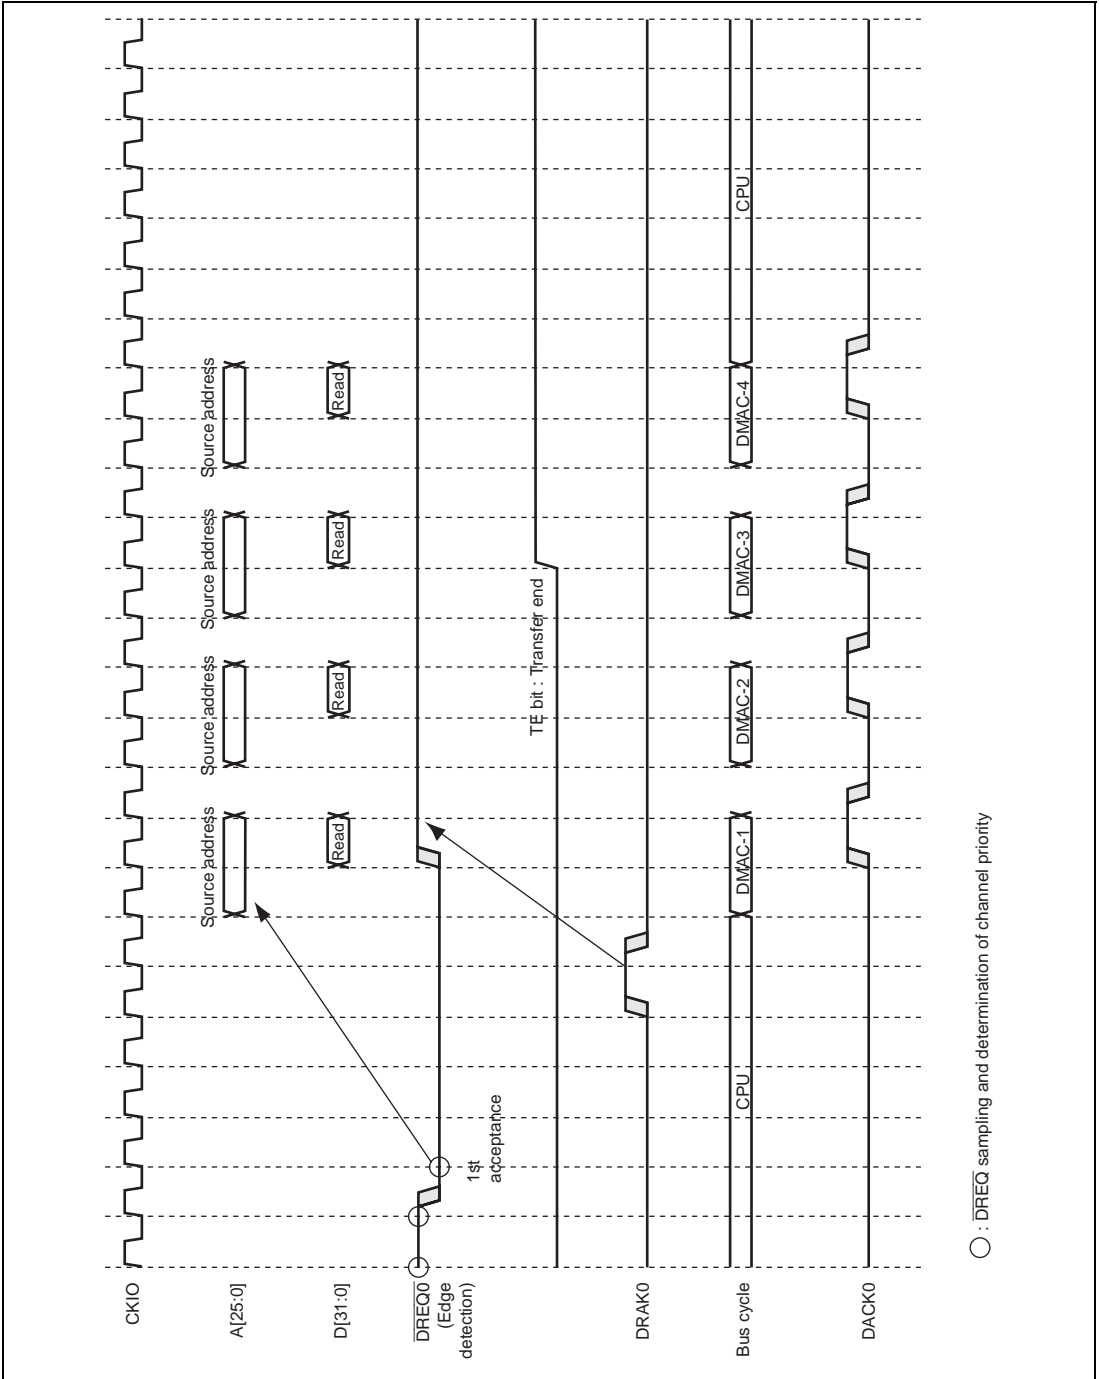 CKIO
Source address
Source address
Source address
Source address
A[25:0]
Read
Read
Read
Read
D[31:0]
DREQ0
(Edge
detection)
1st
acceptance
TE bit : Transfer end
DRAK0
CPU
DMAC-1
DMAC-2
DMAC-3
DMAC-4
CPU
Bus cycle
DACK0
: DREQ sampling and determination of channel priority